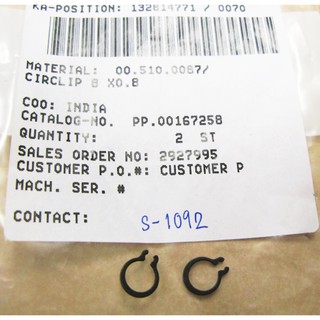 KA-POSITION: 132814771 / 0070
MATERIAL: 00.510.0087/
CIRCLIP 8 X0.8
COO: INDIA
CATALOG-NO. PP.00167258
QUANTITY: 2 ST
SALES ORDER NO: 2927995
CUSTOMER P.O.#: CUSTOMER P
MACH. SER. #
CONTACT: S-1092